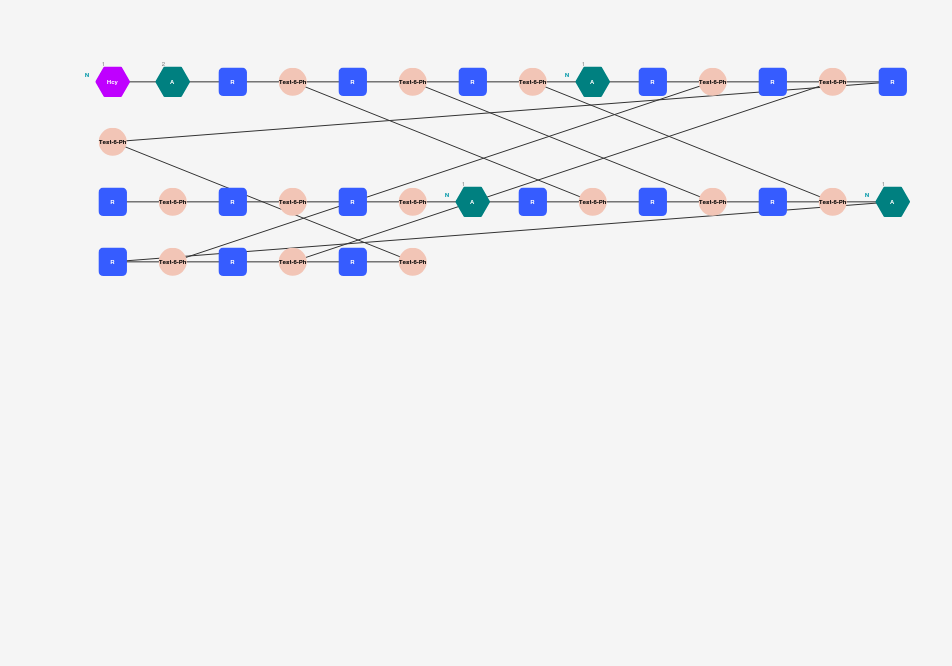 1 2 1
N Hcy A R Test-6-Ph R Test-6-Ph R Test-6-Ph N A R Test-6-Ph R Test-6-Ph R
Test-6-Ph
1 1
R Test-6-Ph R Test-6-Ph R Test-6-Ph N A R Test-6-Ph R Test-6-Ph R Test-6-Ph N A
R Test-6-Ph R Test-6-Ph R Test-6-Ph